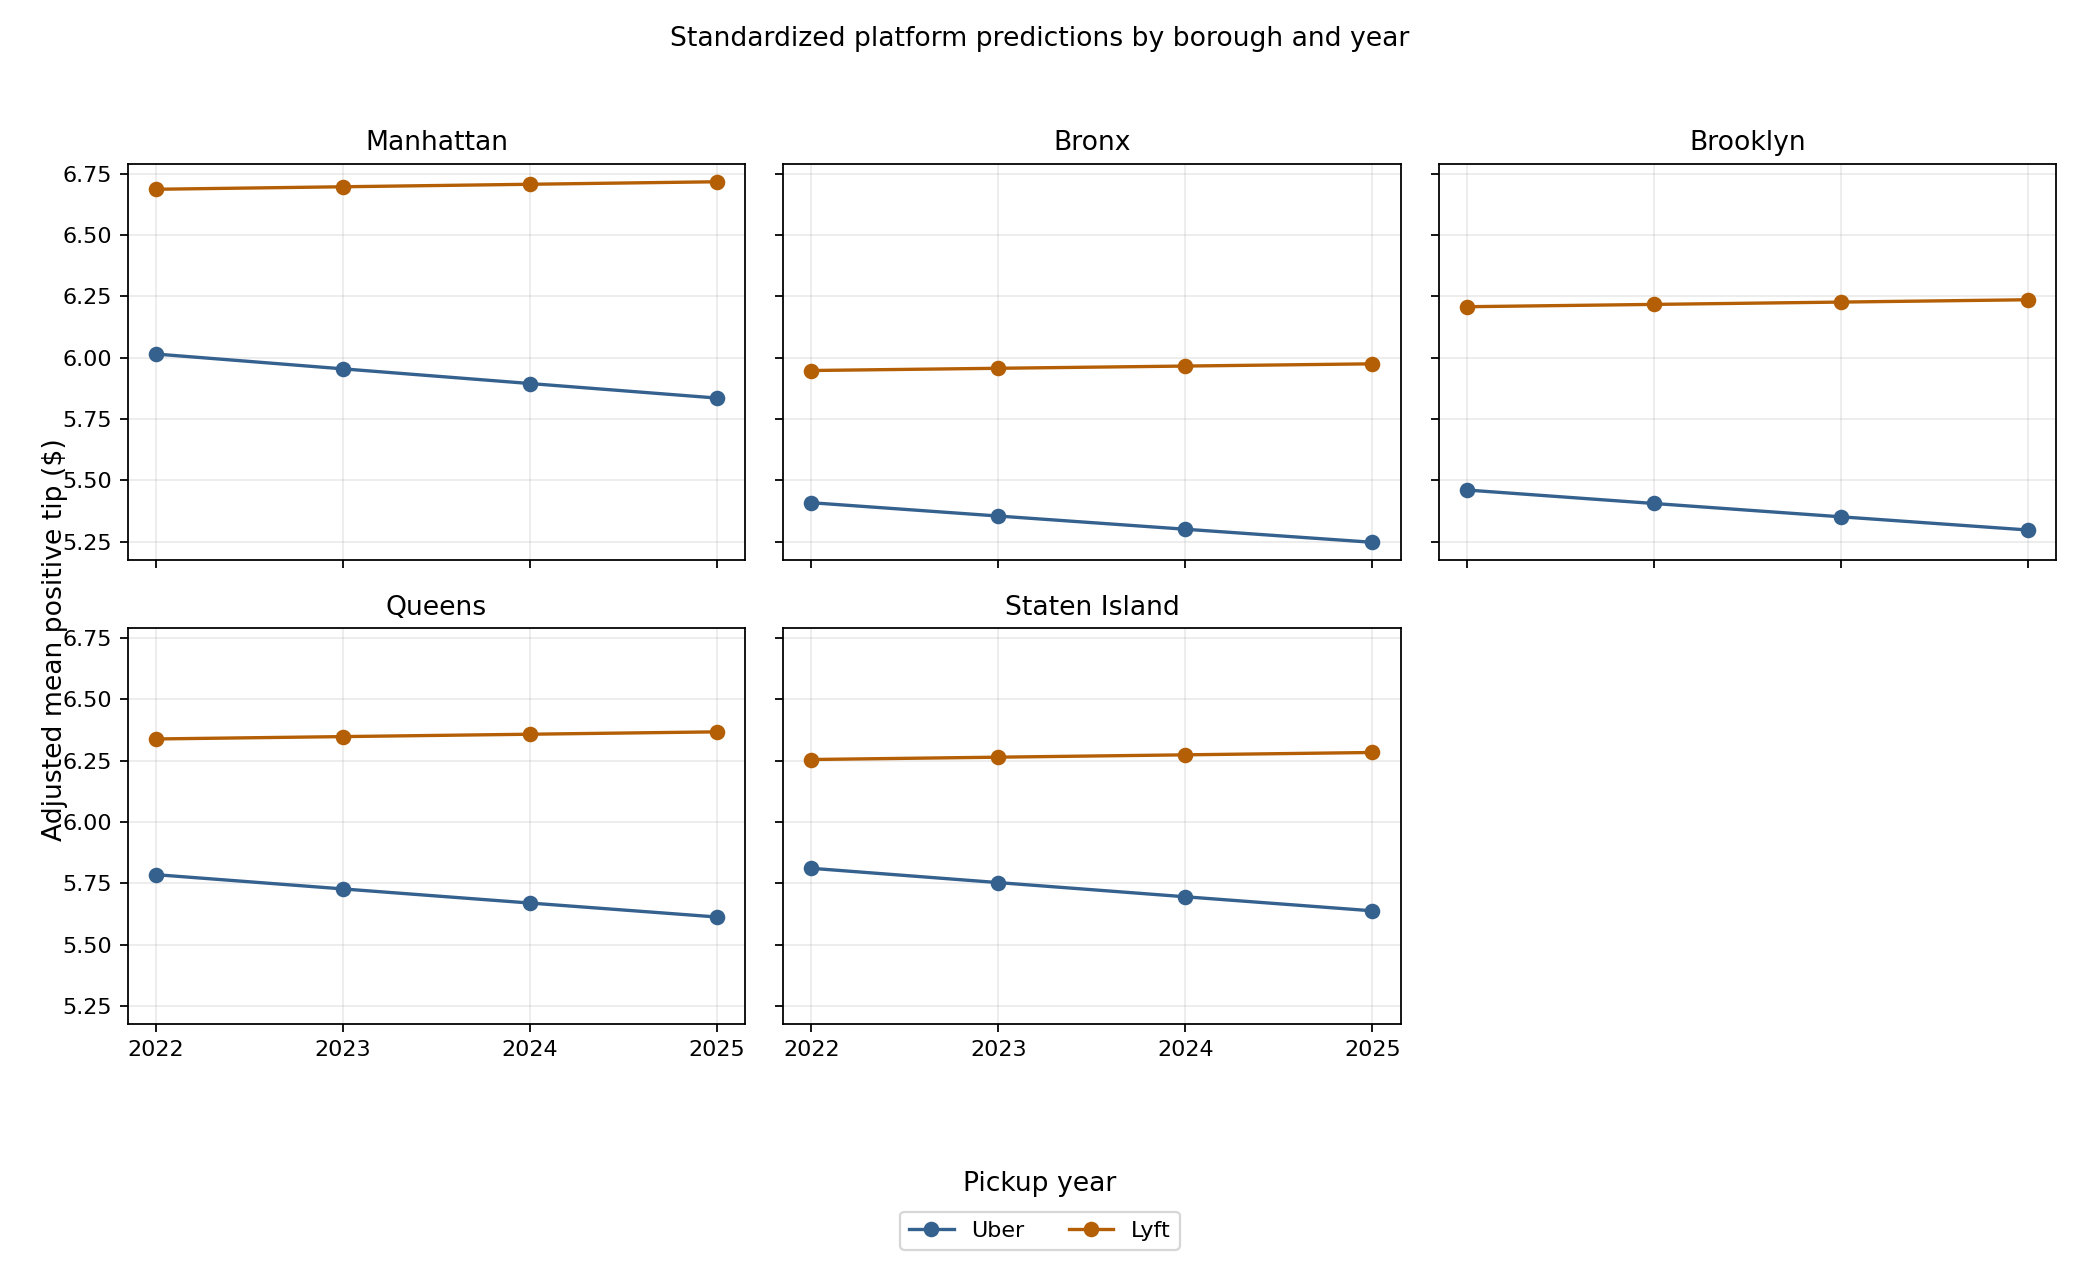 Standardized platform predictions by borough and year
Manhattan
Bronx
Brooklyn
6.75
6.50
6.25
6.00
5.75
5.50
5.25
Adjusted mean positive tip ($)
Queens
Staten Island
6.75
6.50
6.25
6.00
5.75
5.50
5.25
2022 2023 2024 2025
2022 2023 2024 2025
Pickup year
Uber Lyft